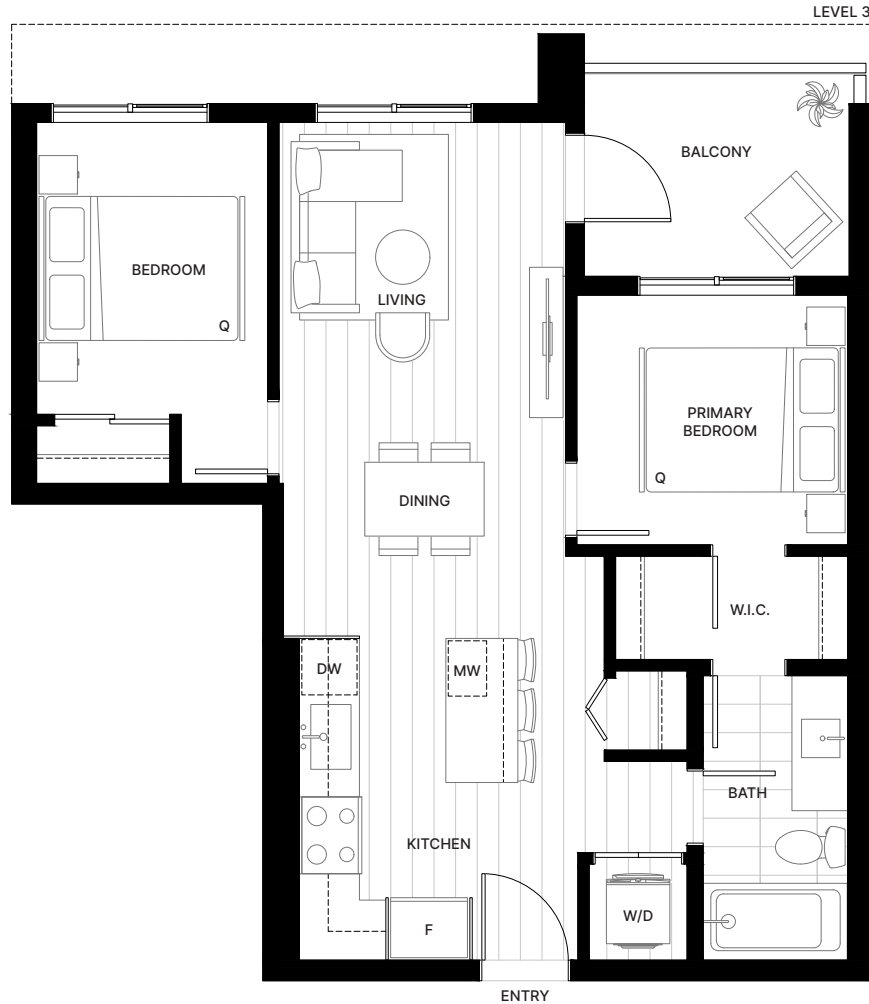 LEVEL 3
BALCONY
BEDROOM
Q
LIVING
PRIMARY
BEDROOM
Q
DINING
W.I.C.
DW
MW
BATH
KITCHEN
W/D
F
ENTRY